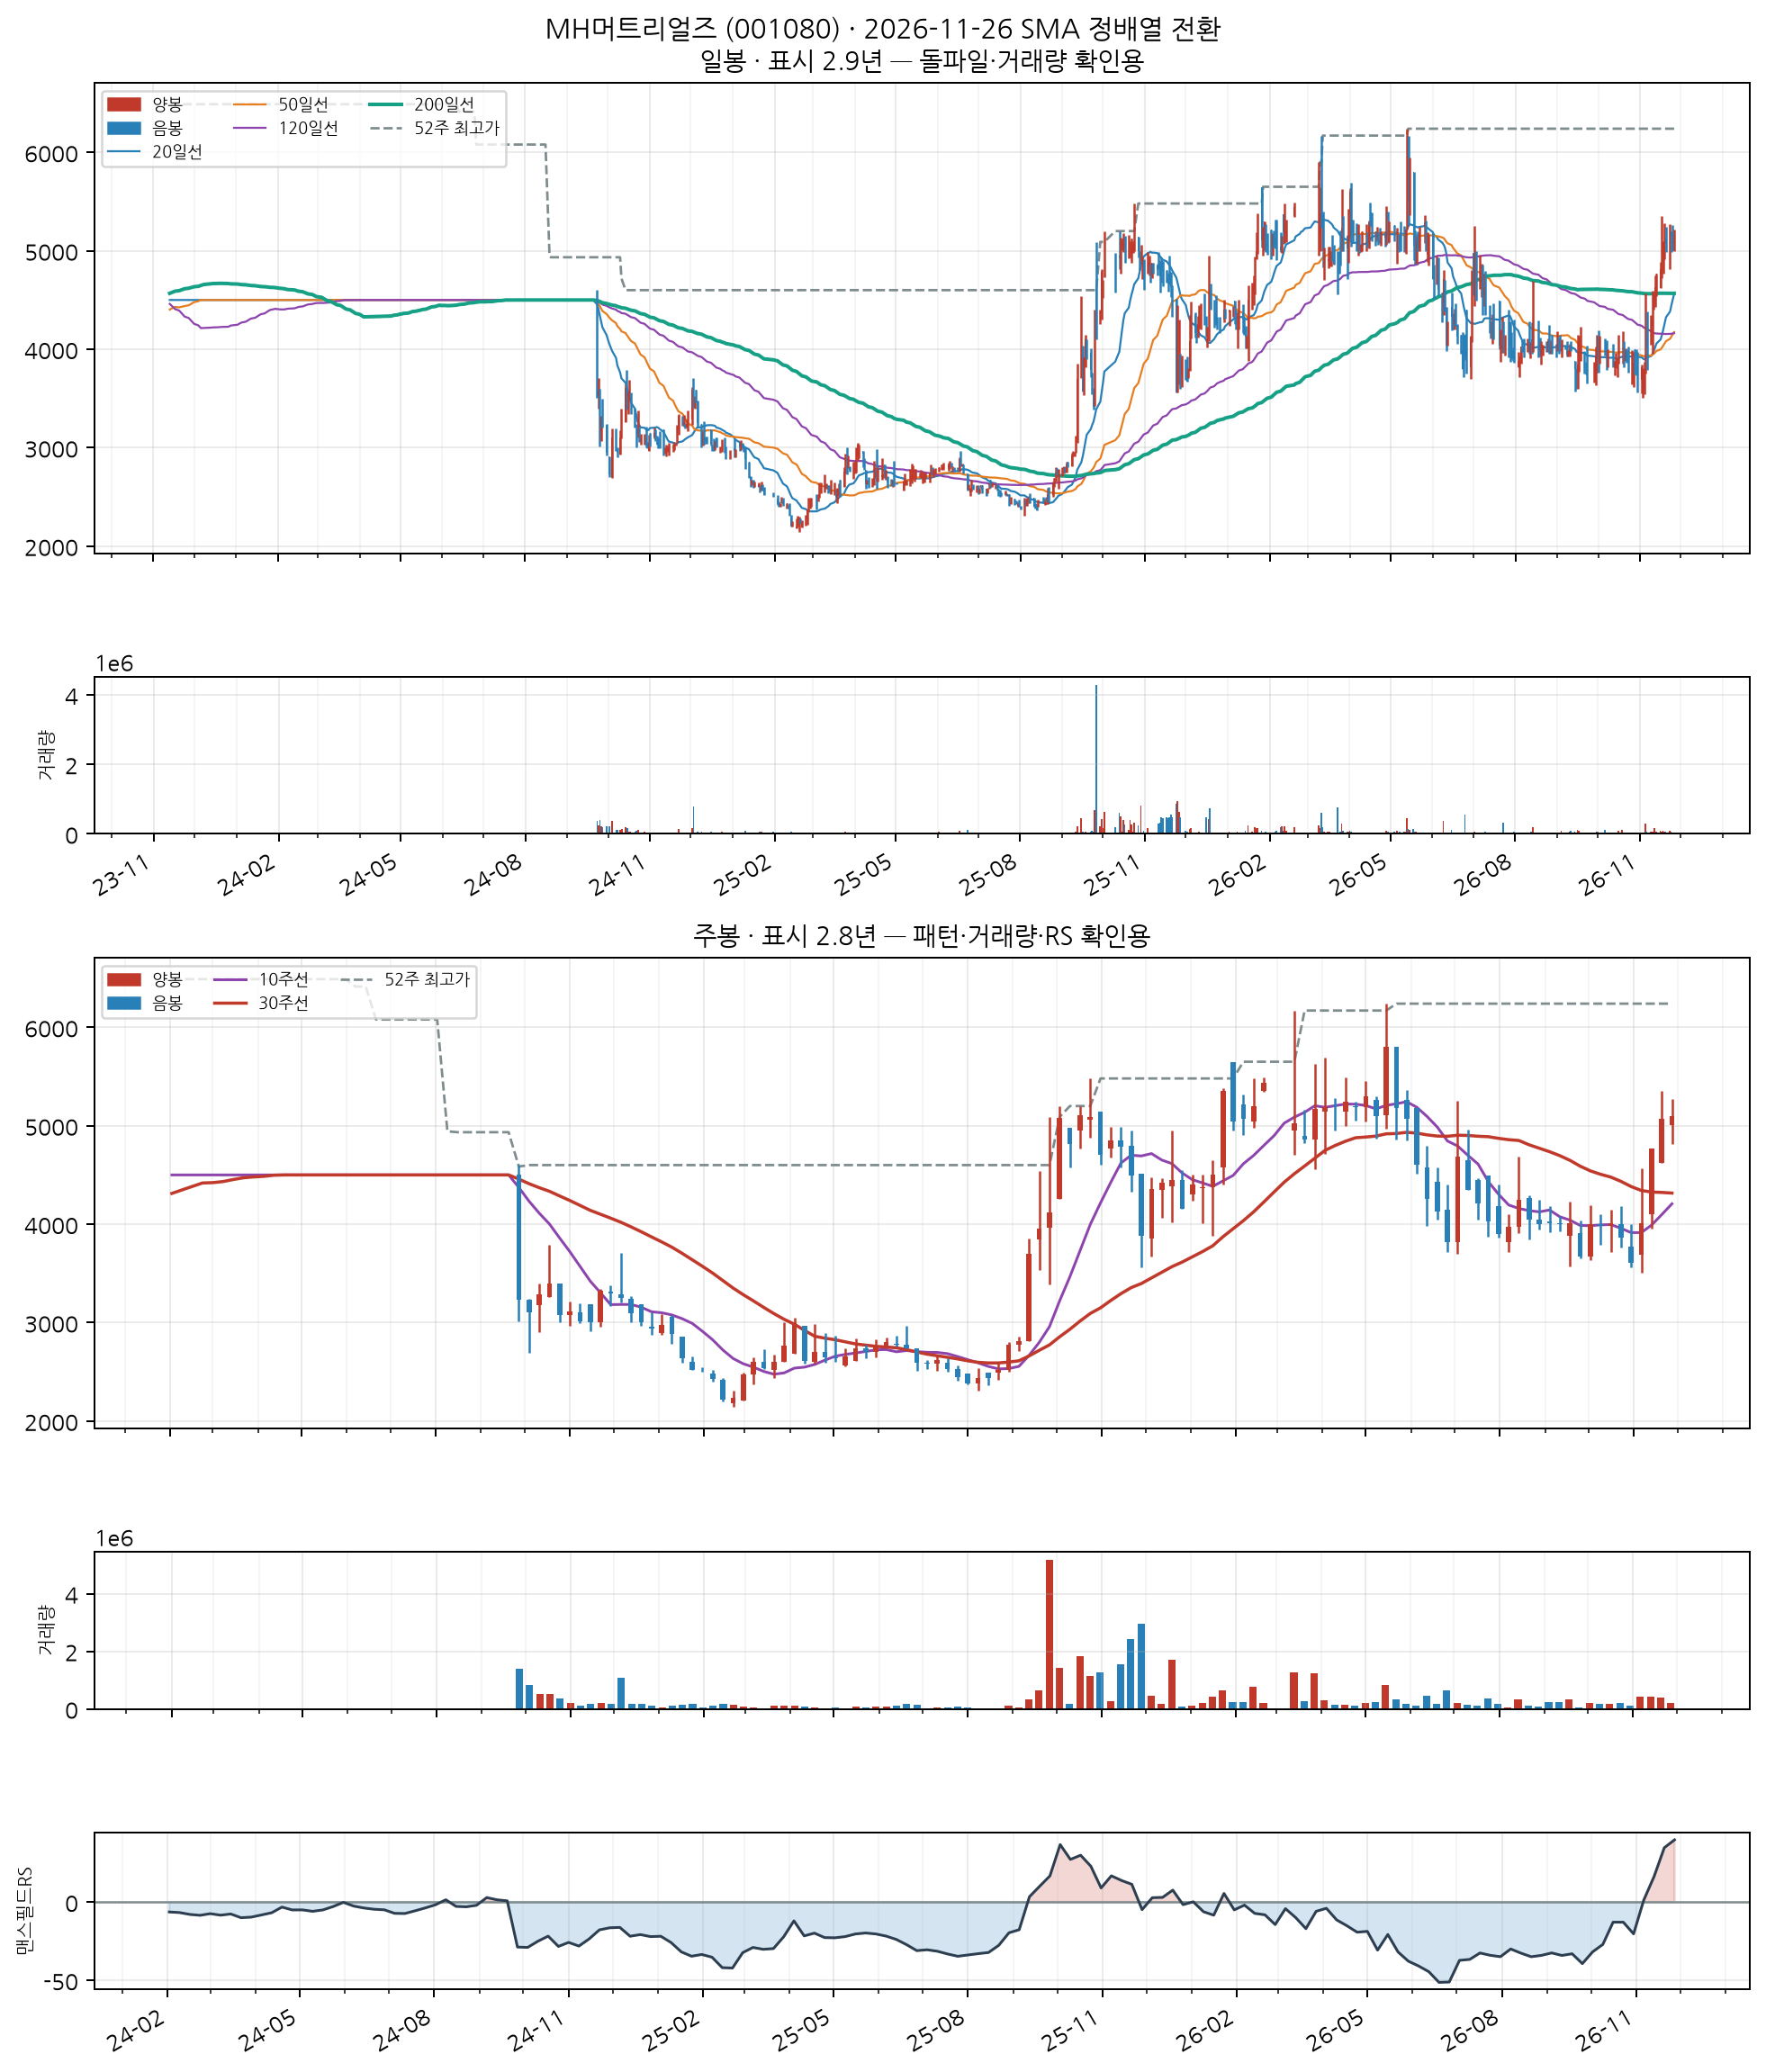 MH머트리얼즈 (001080) · 2026-11-26 SMA 정배열 전환
일봉 · 표시 2.9년 — 돌파일·거래량 확인용
양봉
음봉
20일선
50일선
120일선
200일선
52주 최고가
6000
5000
4000
3000
2000
1e6
거래량
4
2
0
23-11
24-02
24-05
24-08
24-11
25-02
25-05
25-08
25-11
26-02
26-05
26-08
26-11
주봉 · 표시 2.8년 — 패턴·거래량·RS 확인용
양봉
음봉
10주선
30주선
52주 최고가
6000
5000
4000
3000
2000
1e6
거래량
4
2
0
맨스필드RS
0
-50
24-02
24-05
24-08
24-11
25-02
25-05
25-08
25-11
26-02
26-05
26-08
26-11